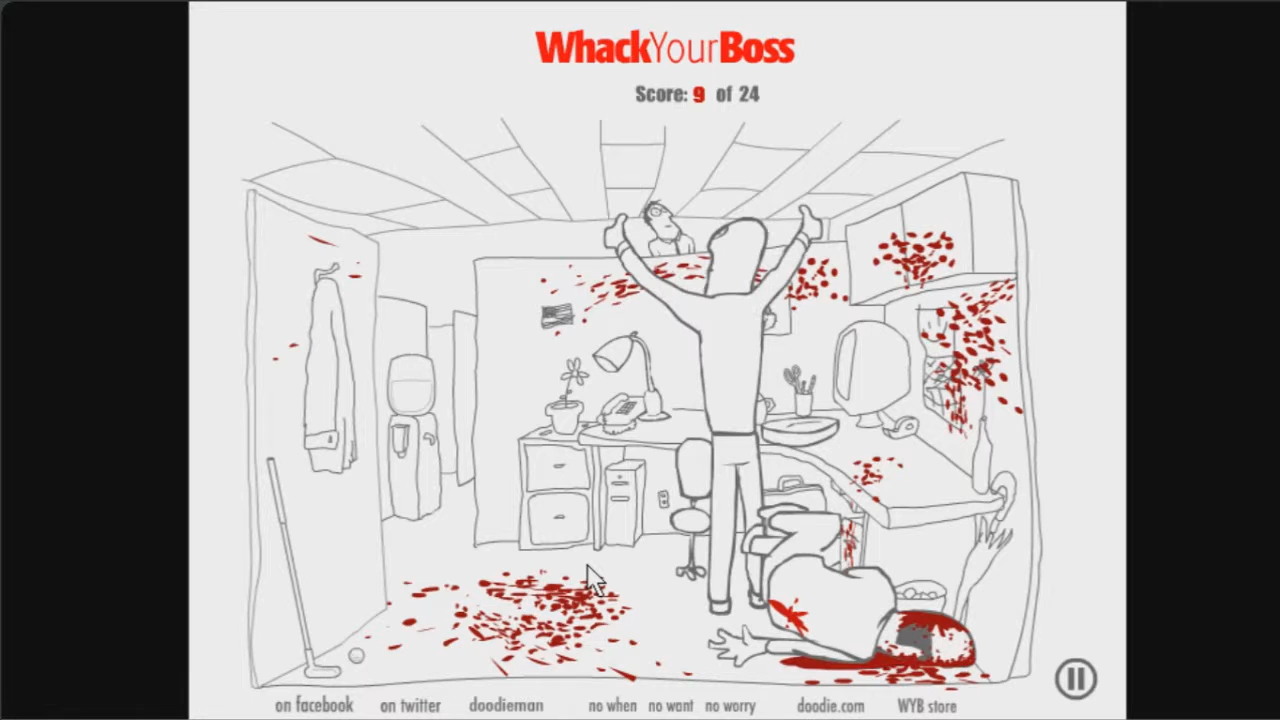 WhackYourBoss
Score: 9 of 24
on facebook on twitter doodieman no when no want no worry doodie.com WYB store